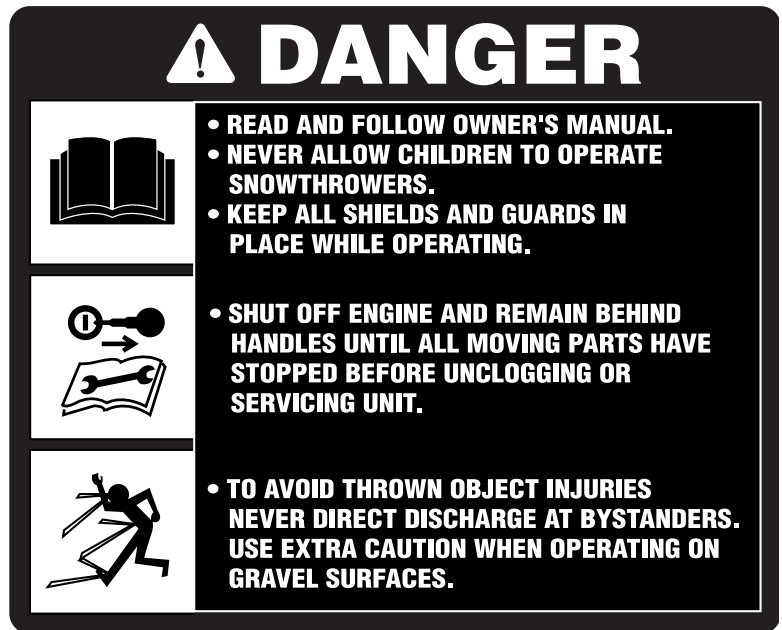 DANGER
• READ AND FOLLOW OWNER'S MANUAL.
• NEVER ALLOW CHILDREN TO OPERATE
SNOWTHROWERS.
• KEEP ALL SHIELDS AND GUARDS IN
PLACE WHILE OPERATING.
• SHUT OFF ENGINE AND REMAIN BEHIND
HANDLES UNTIL ALL MOVING PARTS HAVE
STOPPED BEFORE UNCLOGGING OR
SERVICING UNIT.
• TO AVOID THROWN OBJECT INJURIES
NEVER DIRECT DISCHARGE AT BYSTANDERS.
USE EXTRA CAUTION WHEN OPERATING ON
GRAVEL SURFACES.